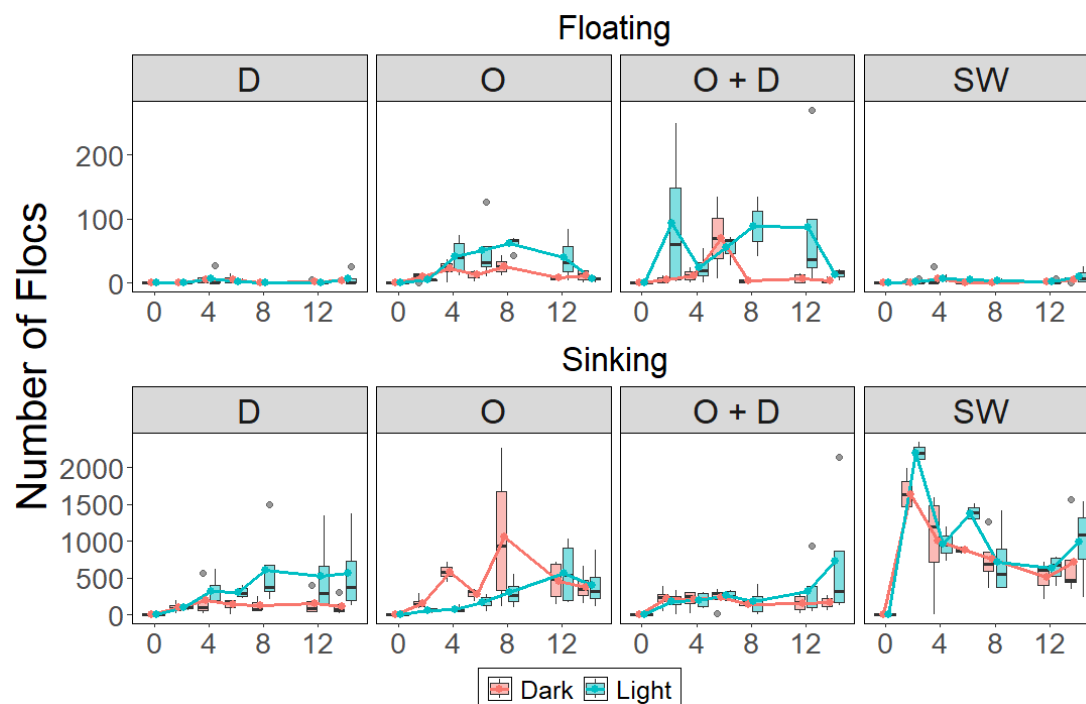 Floating
D O O + D SW
200
100
0
0 4 8 12 0 4 8 12 0 4 8 12 0 4 8 12
Number of Flocs
Sinking
D O O + D SW
2000
1500
1000
500
0
0 4 8 12 0 4 8 12 0 4 8 12 0 4 8 12
Dark Light